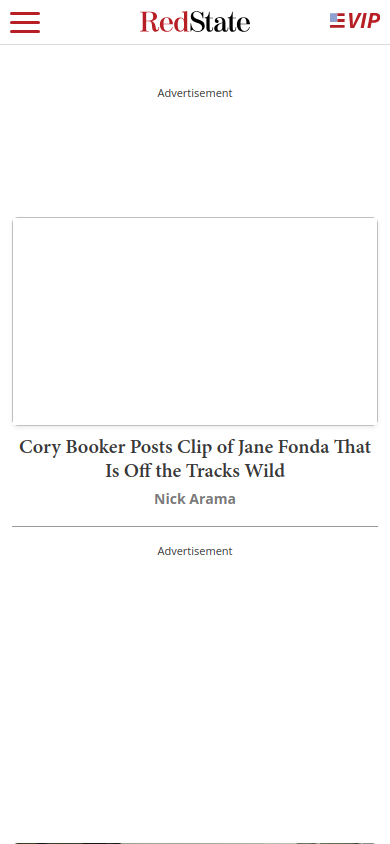 RedState
VIP
Advertisement
Cory Booker Posts Clip of Jane Fonda That
Is Off the Tracks Wild
Nick Arama
Advertisement